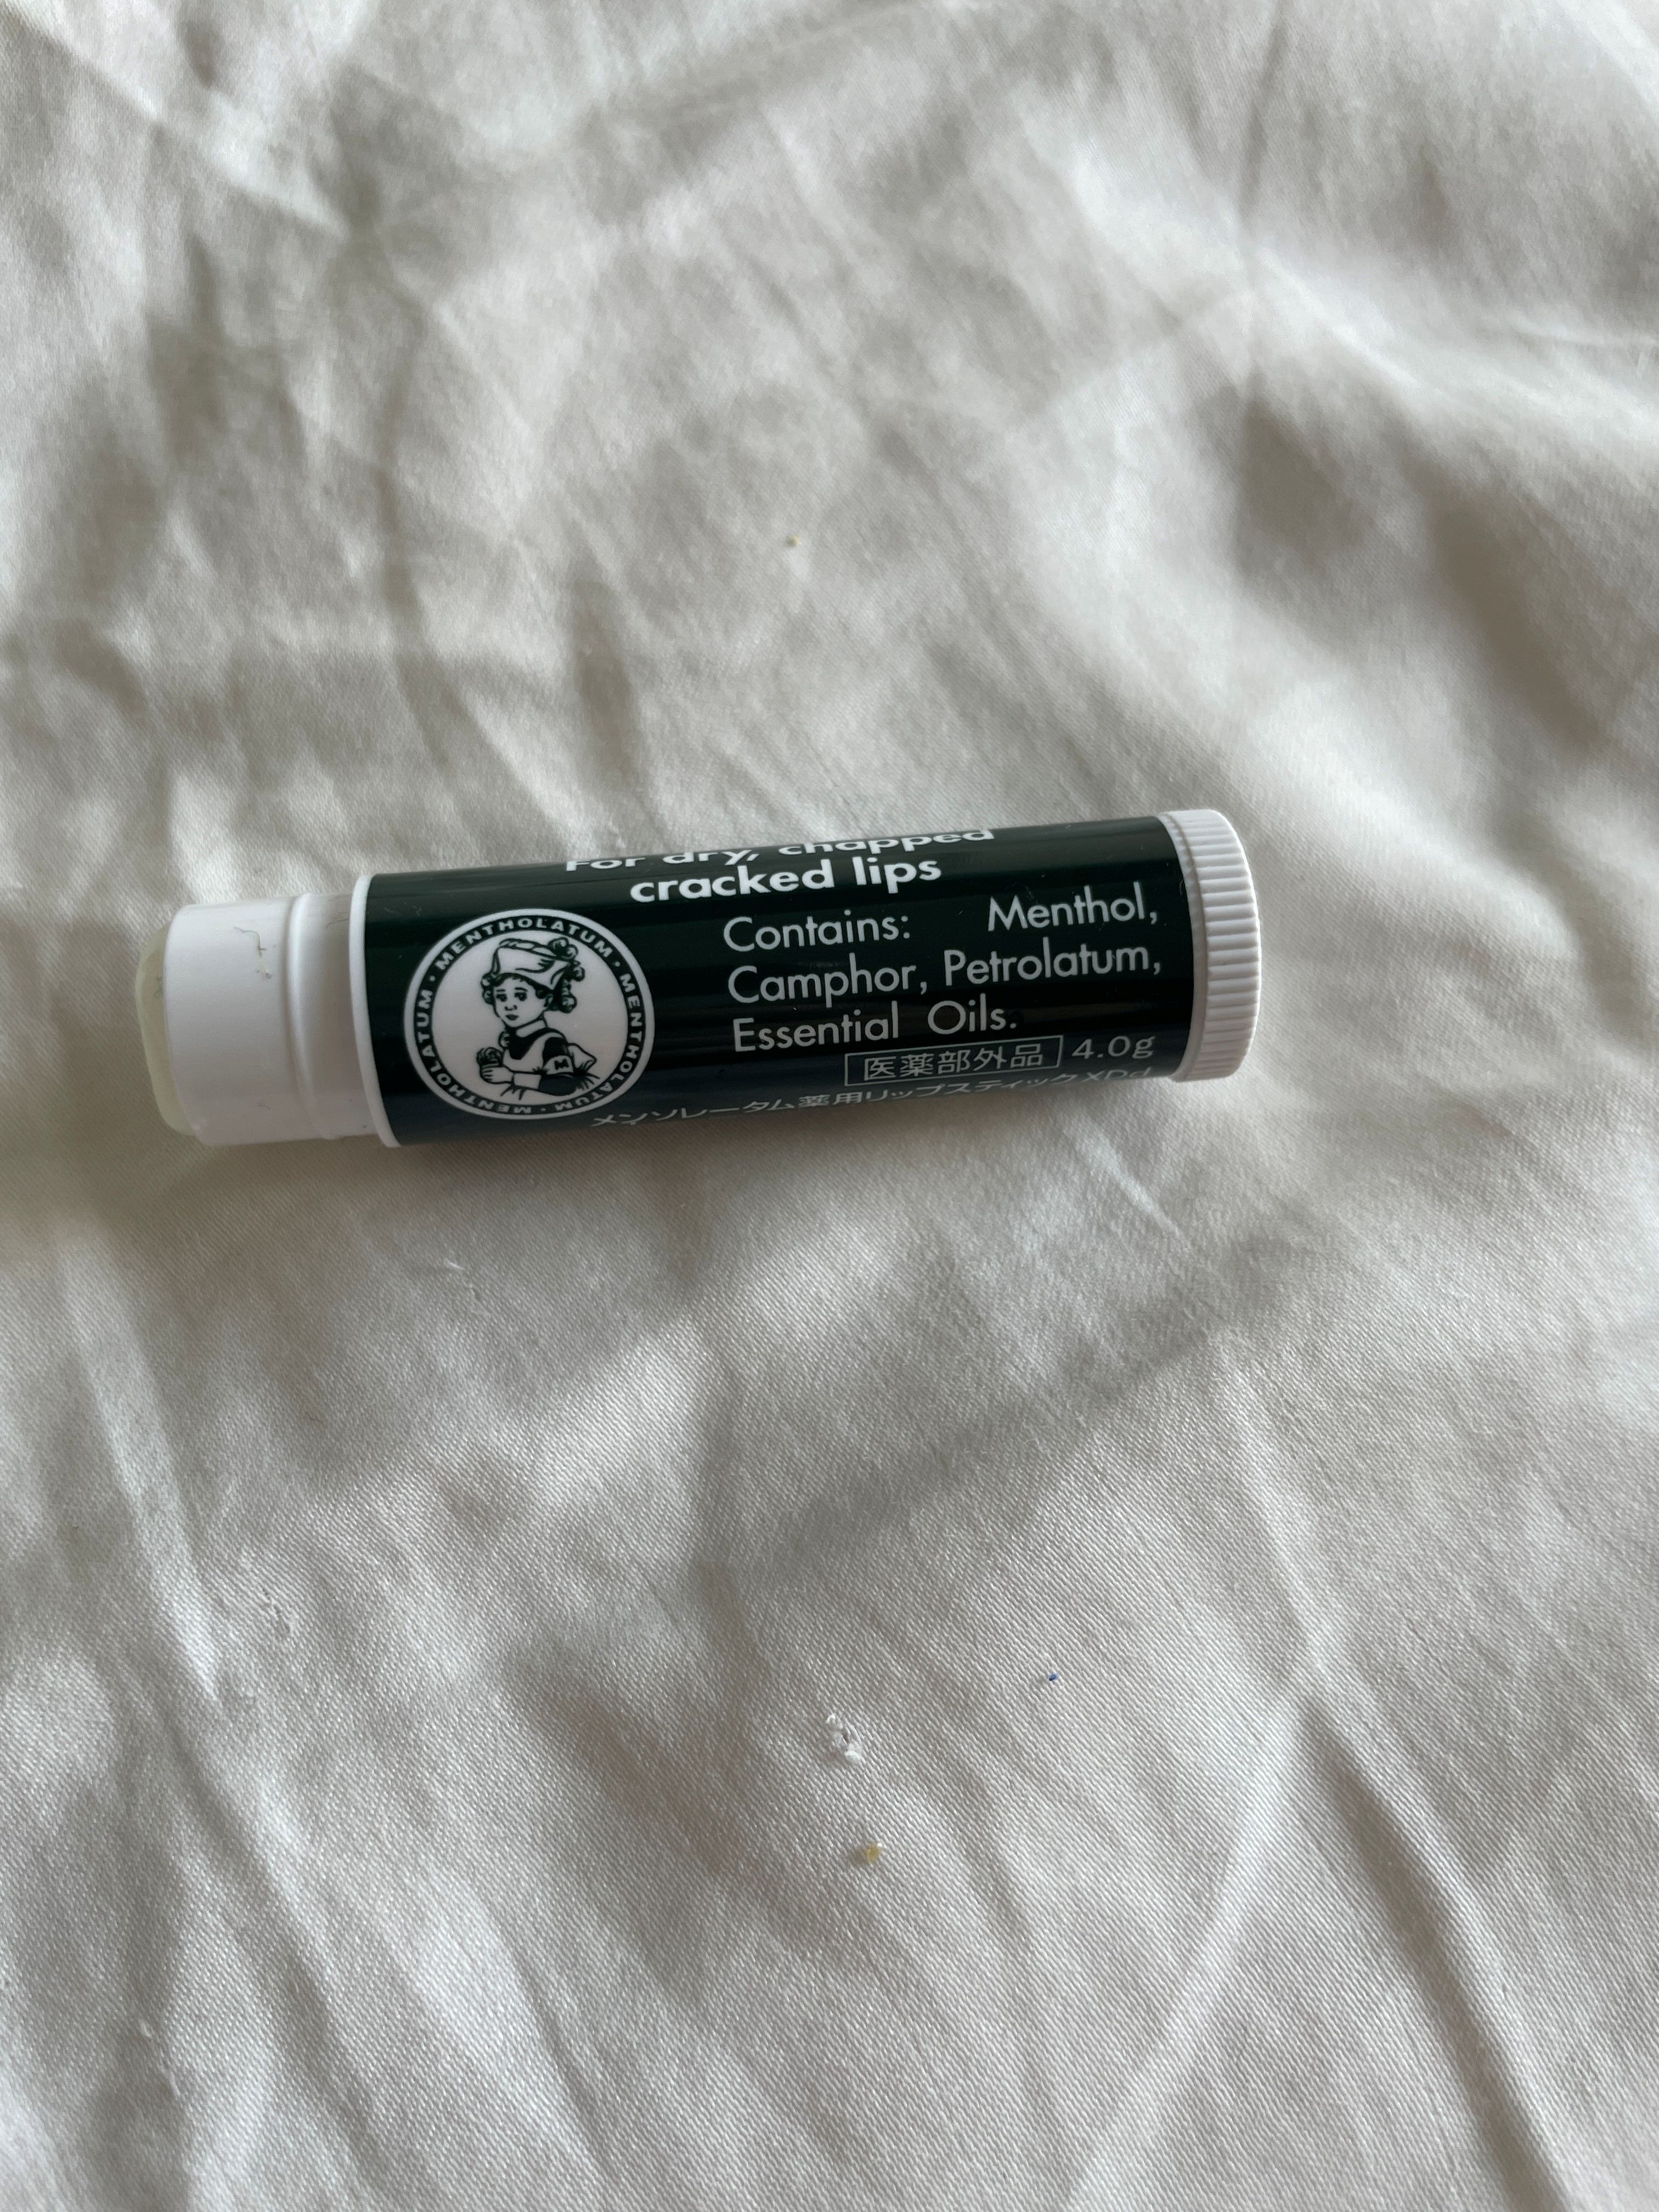 For dry, chapped
cracked lips
Contains: Menthol,
Camphor, Petrolatum,
Essential Oils.
医薬部外品 4.0g
メンソレータム薬用リップスティックXDd
MENTHOLATUM · MENTHOLATUM · MENTHOLATUM ·